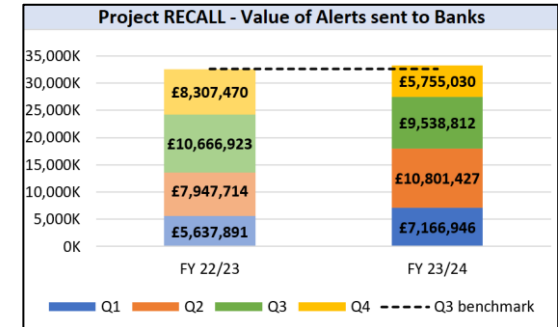 Project RECALL - Value of Alerts sent to Banks
35,000K
30,000K
25,000K
20,000K
15,000K
10,000K
5,000K
0K
£8,307,470
£10,666,923
£7,947,714
£5,637,891
£5,755,030
£9,538,812
£10,801,427
£7,166,946
FY 22/23
FY 23/24
Q1 Q2 Q3 Q4 Q3 benchmark